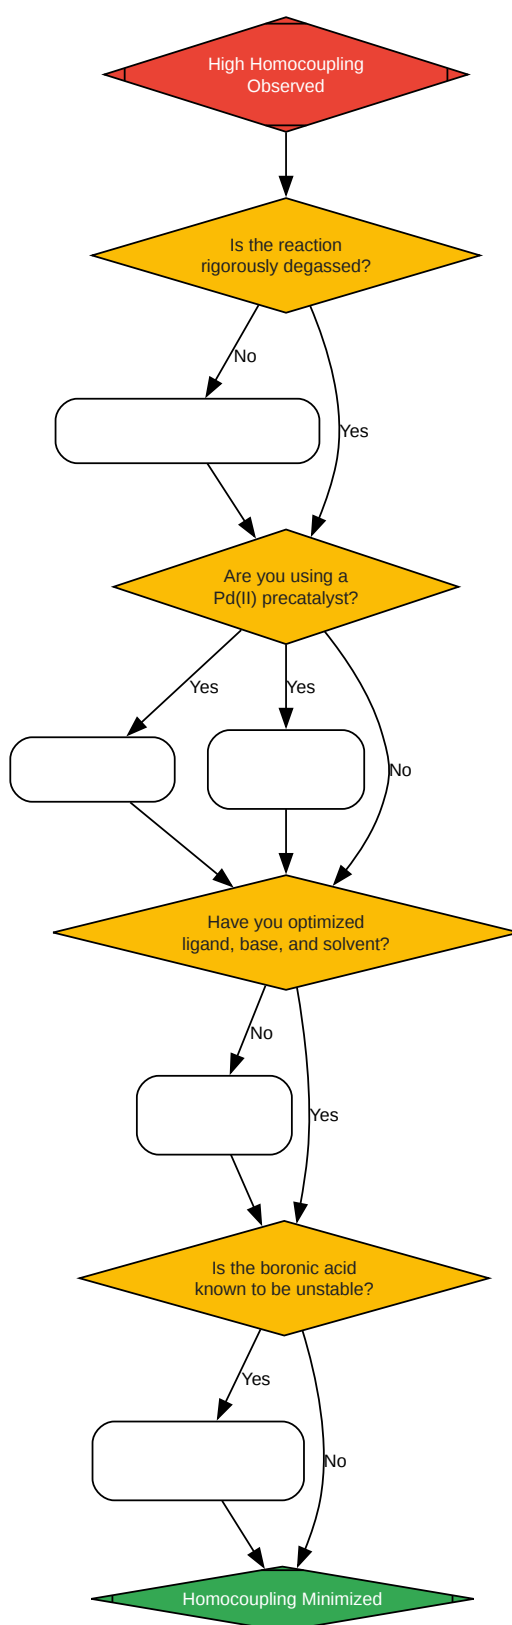 High Homocoupling
Observed
Is the reaction
rigorously degassed?
No
Yes
Are you using a
Pd(II) precatalyst?
Yes
Yes
No
Have you optimized
ligand, base, and solvent?
No
Yes
Is the boronic acid
known to be unstable?
Yes
No
Homocoupling Minimized